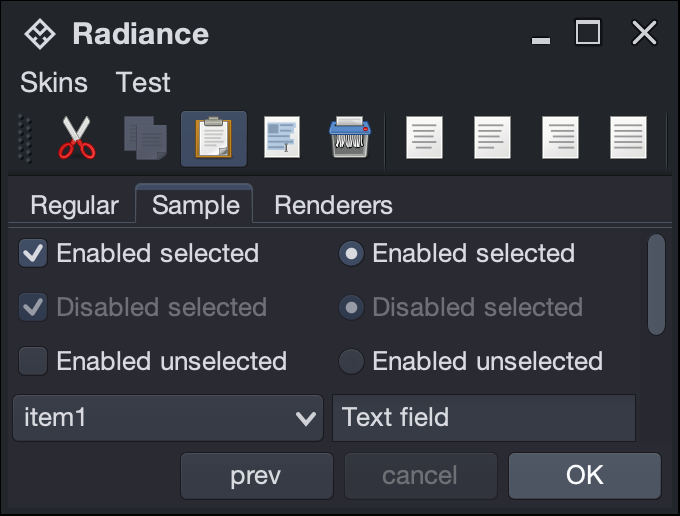 Radiance
Skins Test
Regular Sample Renderers
Enabled selected Enabled selected
Disabled selected Disabled selected
Enabled unselected Enabled unselected
item1 Text field
prev cancel OK